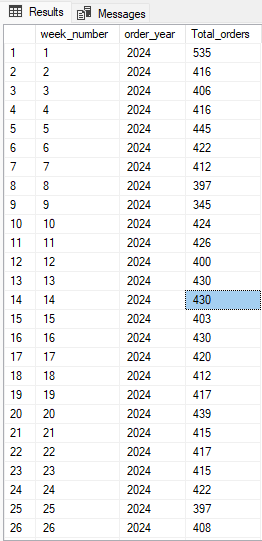 Results Messages
week_number order_year Total_orders
1 1 2024 535
2 2 2024 416
3 3 2024 406
4 4 2024 416
5 5 2024 445
6 6 2024 422
7 7 2024 412
8 8 2024 397
9 9 2024 345
10 10 2024 424
11 11 2024 426
12 12 2024 400
13 13 2024 430
14 14 2024 430
15 15 2024 403
16 16 2024 430
17 17 2024 420
18 18 2024 412
19 19 2024 417
20 20 2024 439
21 21 2024 415
22 22 2024 417
23 23 2024 415
24 24 2024 422
25 25 2024 397
26 26 2024 408